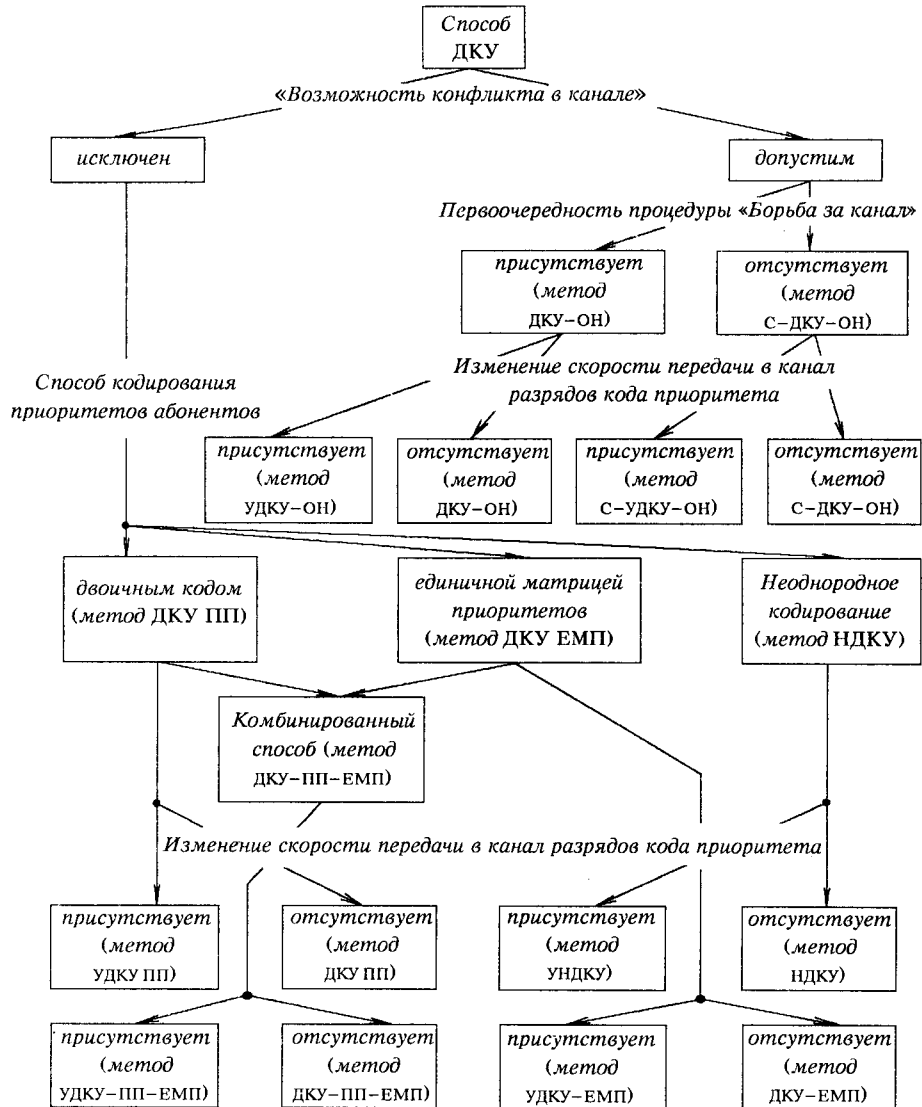 Способ
ДКУ
«Возможность конфликта в канале»
исключен
допустим
Первоочередность процедуры «Борьба за канал»
присутствует
(метод
ДКУ-ОН)
отсутствует
(метод
С-ДКУ-ОН)
Способ кодирования
приоритетов абонентов
Изменение скорости передачи в канал
разрядов кода приоритета
присутствует
(метод
УДКУ-ОН)
отсутствует
(метод
ДКУ-ОН)
присутствует
(метод
С-УДКУ-ОН)
отсутствует
(метод
С-ДКУ-ОН)
двоичным кодом
(метод ДКУ ПП)
единичной матрицей
приоритетов
(метод ДКУ ЕМП)
Неоднородное
кодирование
(метод НДКУ)
Комбинированный
способ (метод
ДКУ-ПП-ЕМП)
Изменение скорости передачи в канал разрядов кода приоритета
присутствует
(метод
УДКУ ПП)
отсутствует
(метод
ДКУ ПП)
присутствует
(метод
УНДКУ)
отсутствует
(метод
НДКУ)
присутствует
(метод
УДКУ-ПП-ЕМП)
отсутствует
(метод
ДКУ-ПП-ЕМП)
присутствует
(метод
УДКУ-ЕМП)
отсутствует
(метод
ДКУ-ЕМП)